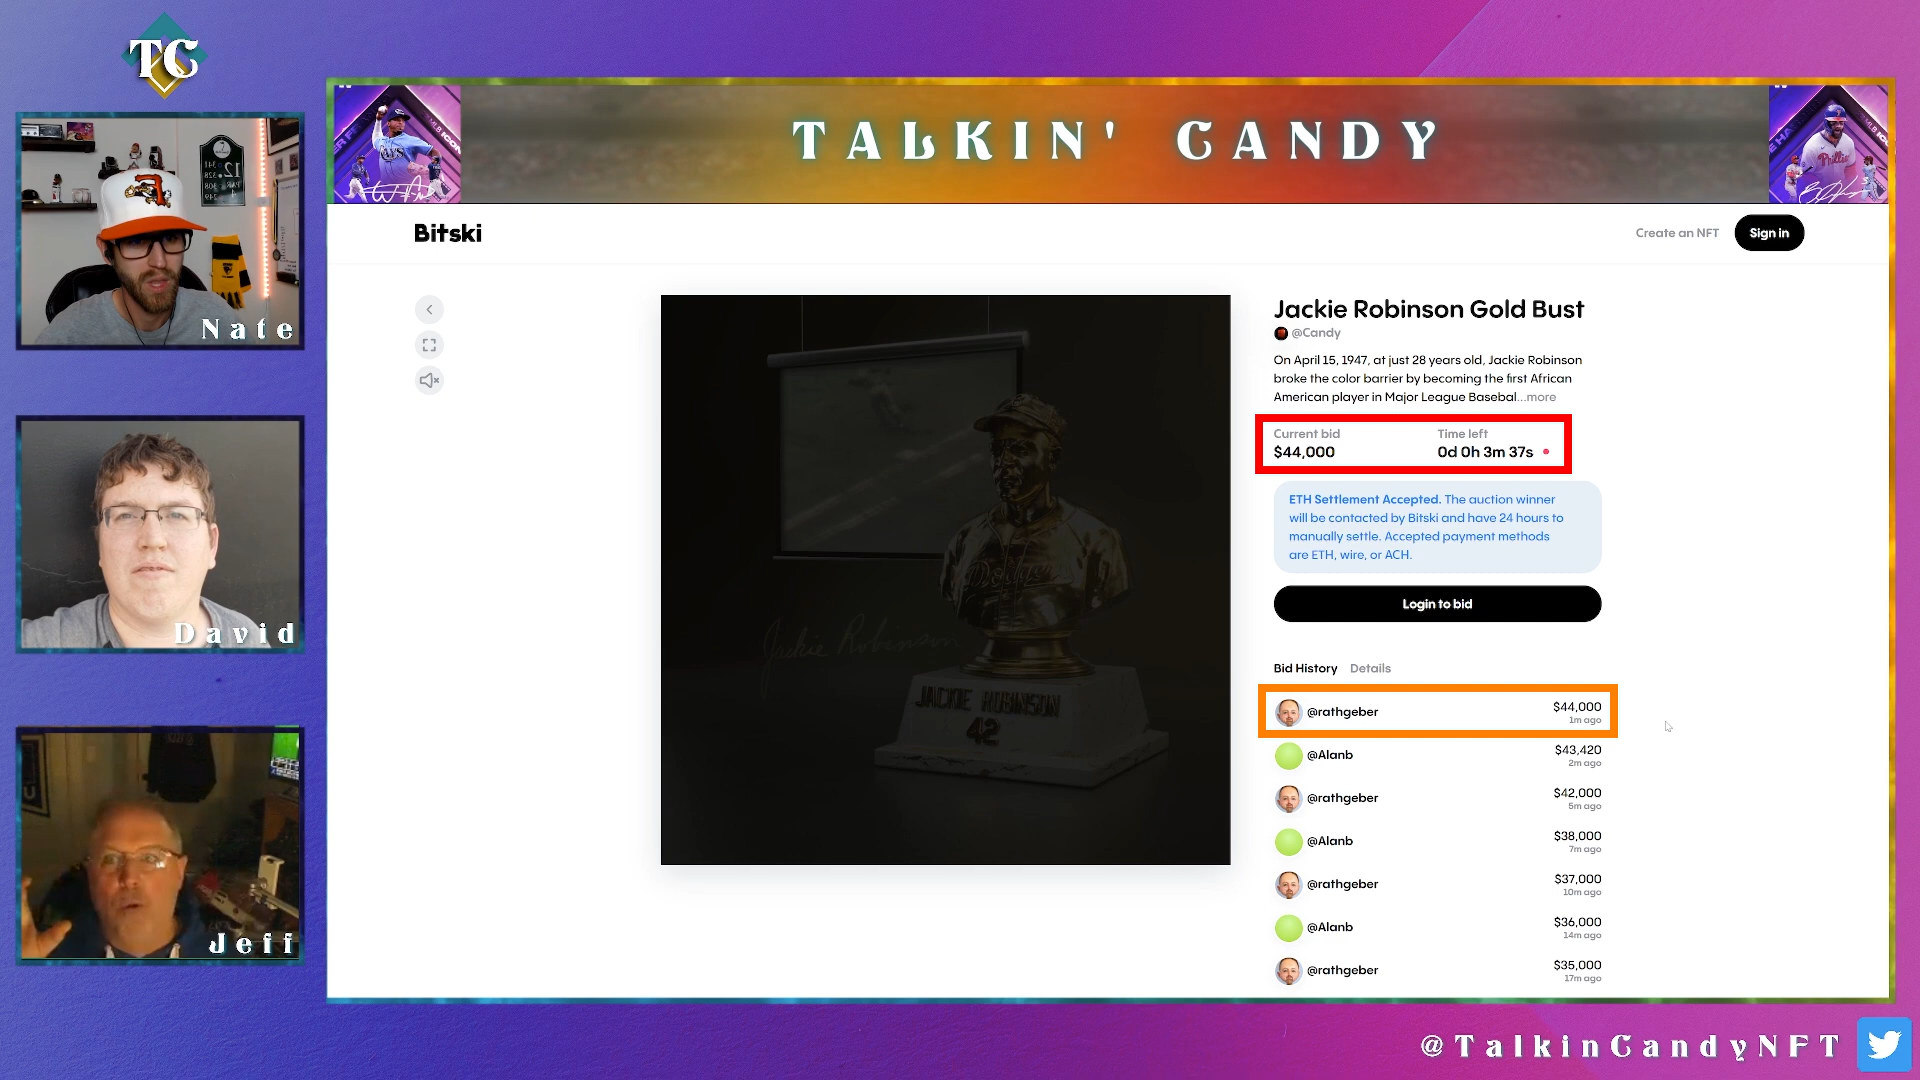 TC
TALKIN' CANDY
Nate
David
Jeff
Bitski
Create an NFT
Sign in
Jackie Robinson Gold Bust
@Candy
On April 15, 1947, at just 28 years old, Jackie Robinson
broke the color barrier by becoming the first African
American player in Major League Basebal...more
Current bid
Time left
$44,000
0d 0h 3m 37s
ETH Settlement Accepted. The auction winner
will be contacted by Bitski and have 24 hours to
manually settle. Accepted payment methods
are ETH, wire, or ACH.
Login to bid
Bid History
Details
@rathgeber
$44,000
1m ago
@Alanb
$43,420
2m ago
@rathgeber
$42,000
5m ago
@Alanb
$38,000
7m ago
@rathgeber
$37,000
10m ago
@Alanb
$36,000
14m ago
@rathgeber
$35,000
17m ago
Dodgers
Jackie Robinson
JACKIE ROBINSON
42
@TalkinCandyNFT